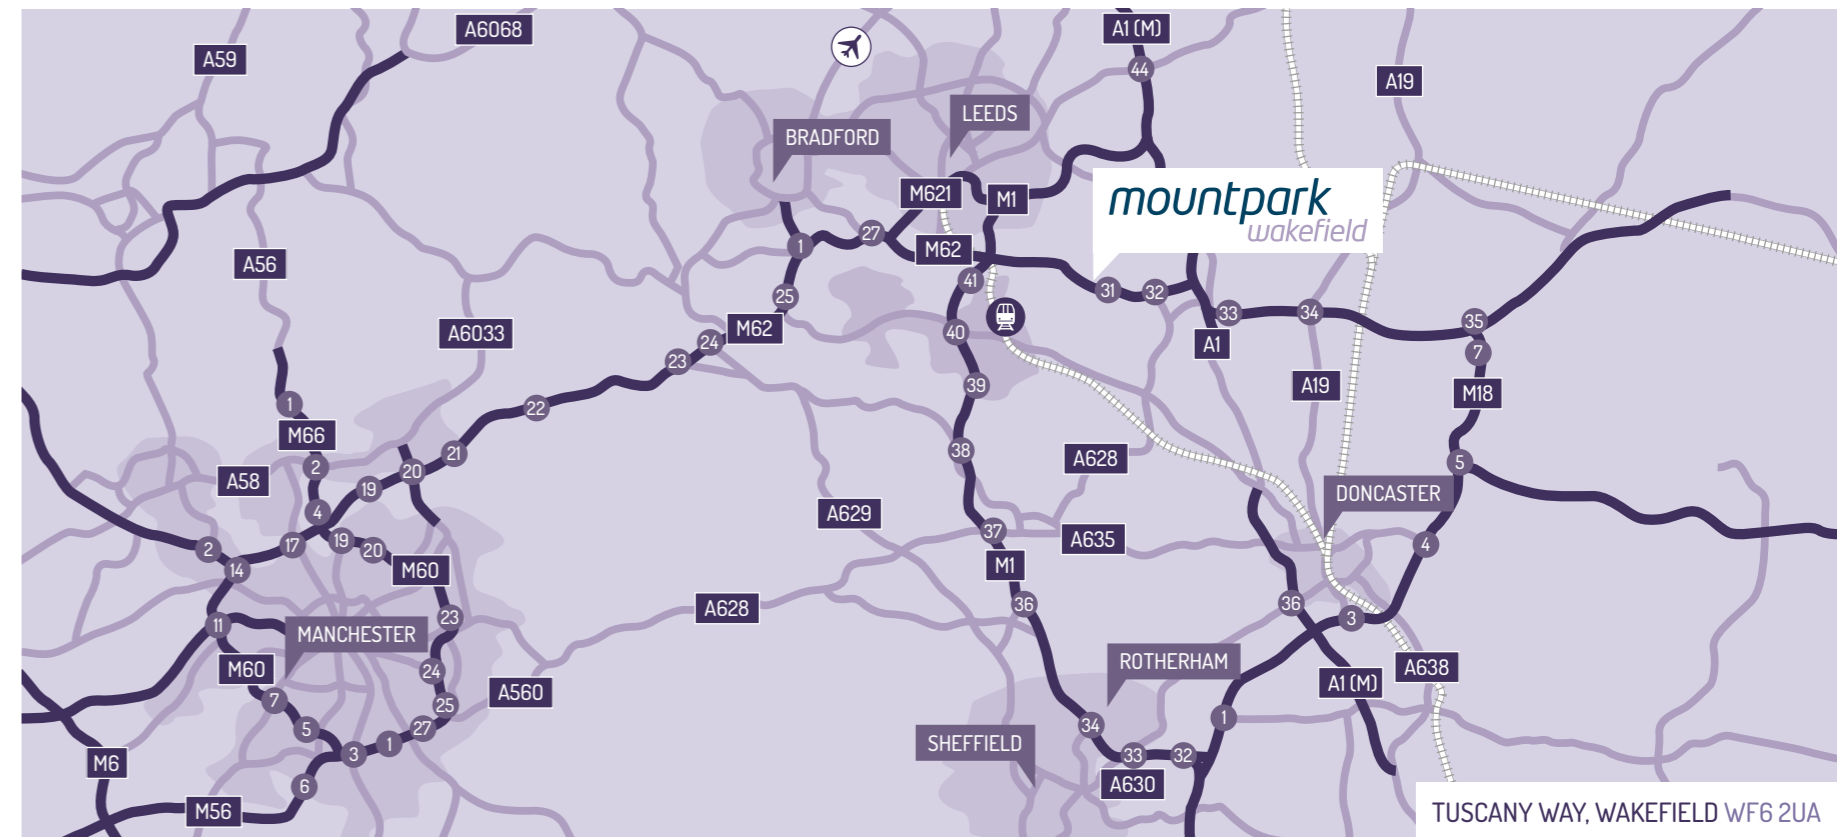 A6068
A1 (M)
A59
44
A19
LEEDS
BRADFORD
M621
M1
mountpark
wakefield
27
1
M62
A56
41
31
32
25
33
34
35
A6033
M62
40
A1
24
7
23
39
A19
M18
1
22
M66
38
21
A628
5
2
20
A58
19
DONCASTER
4
A629
37
A635
19
17
20
4
2
14
M60
M1
36
36
A628
23
3
11
MANCHESTER
ROTHERHAM
M60
24
A638
A560
A1 (M)
7
25
34
1
5
27
SHEFFIELD
3
1
33
32
M6
6
A630
M56
TUSCANY WAY, WAKEFIELD WF6 2UA